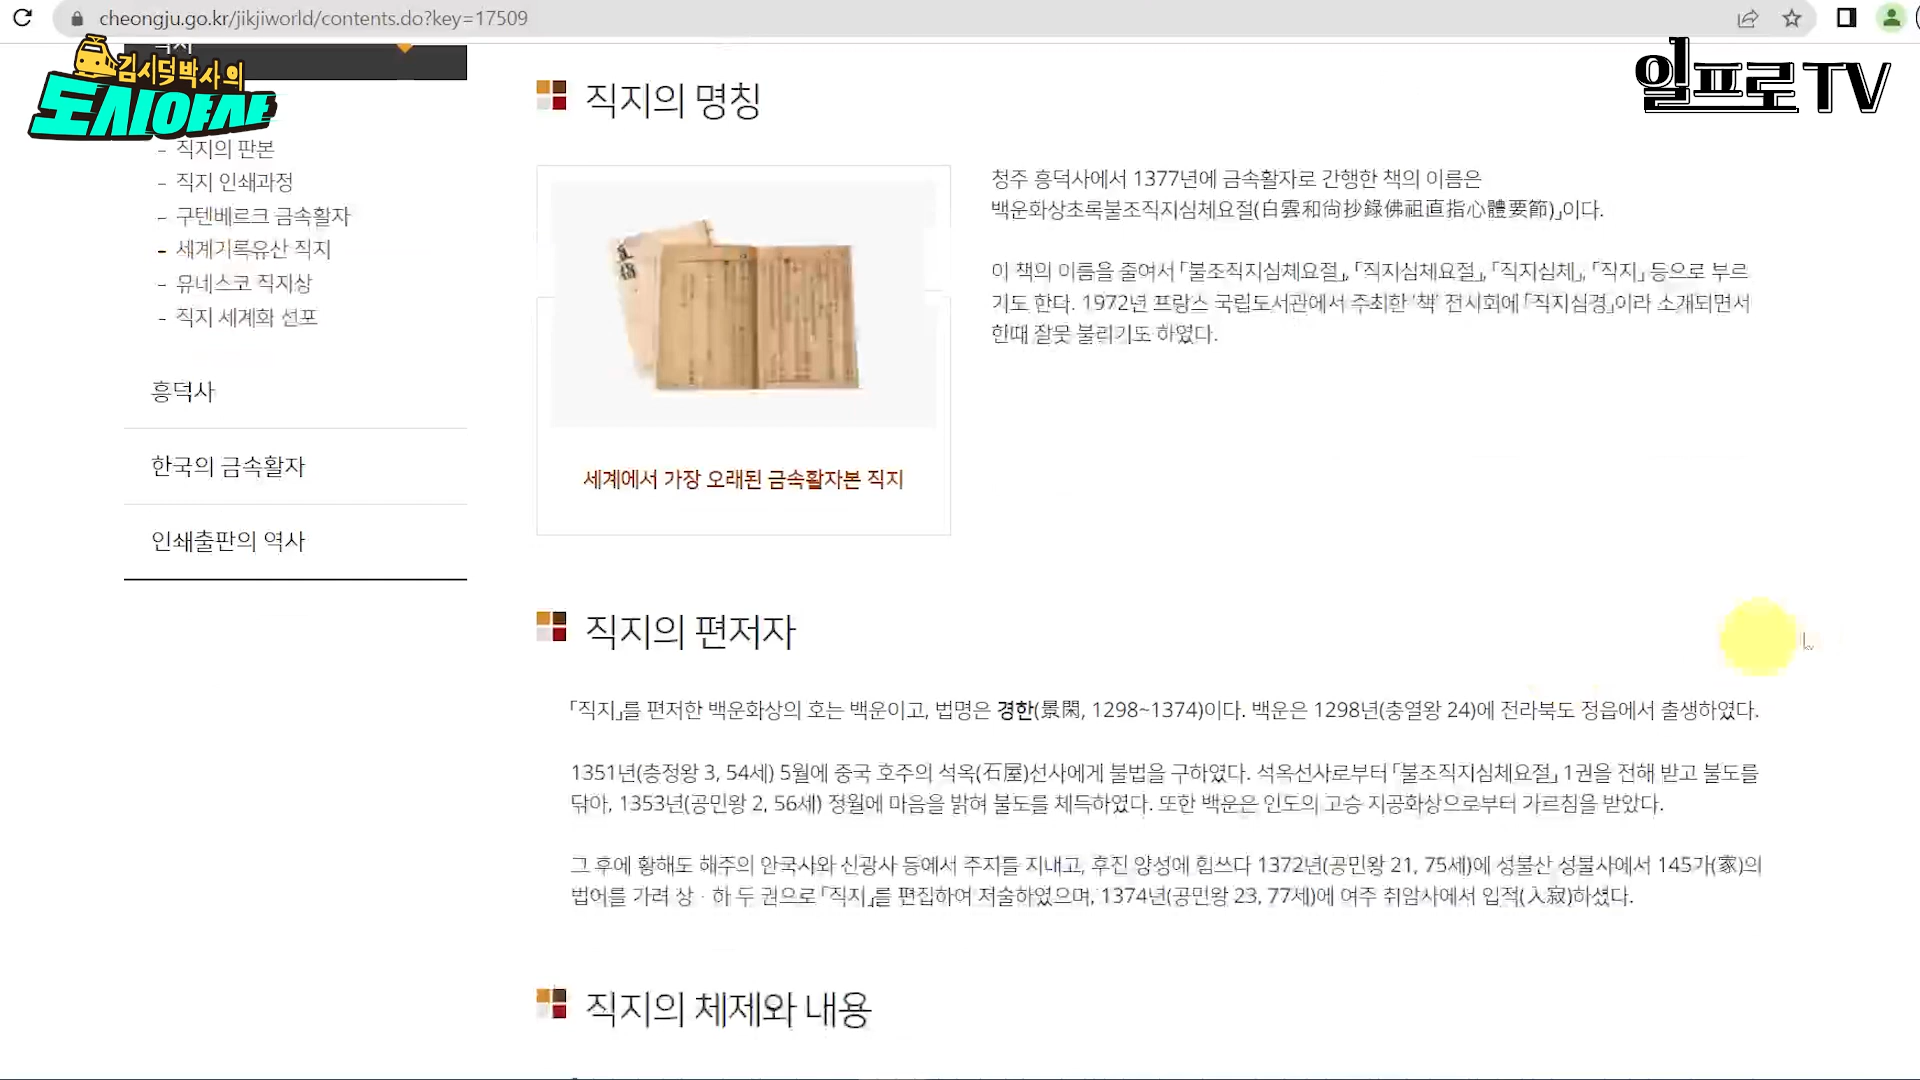 cheongju.go.kr/jikjiworld/contents.do?key=17509
김시덕박사의
도시야사
일프로TV
- 직지의 판본
- 직지 인쇄과정
- 구텐베르크 금속활자
- 세계기록유산 직지
- 유네스코 직지상
- 직지 세계화 선포
흥덕사
한국의 금속활자
인쇄출판의 역사
직지의 명칭
세계에서 가장 오래된 금속활자본 직지
청주 흥덕사에서 1377년에 금속활자로 간행한 책의 이름은
백운화상초록불조직지심체요절(白雲和尙抄錄佛祖直指心體要節)」이다.
이 책의 이름을 줄여서 「불조직지심체요절」, 「직지심체요절」, 「직지심체」, 「직지」 등으로 부르
기도 한다. 1972년 프랑스 국립도서관에서 주최한 '책' 전시회에 「직지심경」이라 소개되면서
한때 잘못 불리기도 하였다.
직지의 편저자
「직지」를 편저한 백운화상의 호는 백운이고, 법명은 경한(景閑, 1298~1374)이다. 백운은 1298년(충열왕 24)에 전라북도 정읍에서 출생하였다.
1351년(충정왕 3, 54세) 5월에 중국 호주의 석옥(石屋)선사에게 불법을 구하였다. 석옥선사로부터 「불조직지심체요절」 1권을 전해 받고 불도를
닦아, 1353년(공민왕 2, 56세) 정월에 마음을 밝혀 불도를 체득하였다. 또한 백운은 인도의 고승 지공화상으로부터 가르침을 받았다.
그 후에 황해도 해주의 안국사와 신광사 등에서 주지를 지내고, 후진 양성에 힘쓰다 1372년(공민왕 21, 75세)에 성불산 성불사에서 145가(家)의
법어를 가려 상 · 하 두 권으로 「직지」를 편집하여 저술하였으며, 1374년(공민왕 23, 77세)에 여주 취암사에서 입적(入寂)하셨다.
직지의 체제와 내용